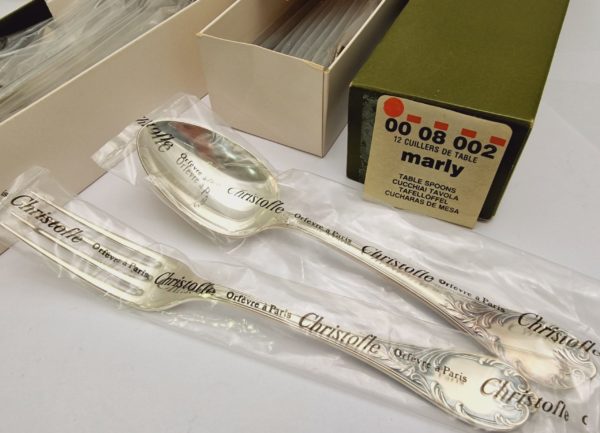 00 08 002
12 CUILLERS DE TABLE
marly
TABLE SPOONS
CUCCHIAI TAVOLA
TAFELLÖFFEL
CUCHARAS DE MESA
Christofle
Orfèvre à Paris
Christofle Orfèvre à Paris Christofle
Christofle Orfèvre à Paris Christofle Orfèvre à Paris Christofle Orfèvre à Paris Christofle